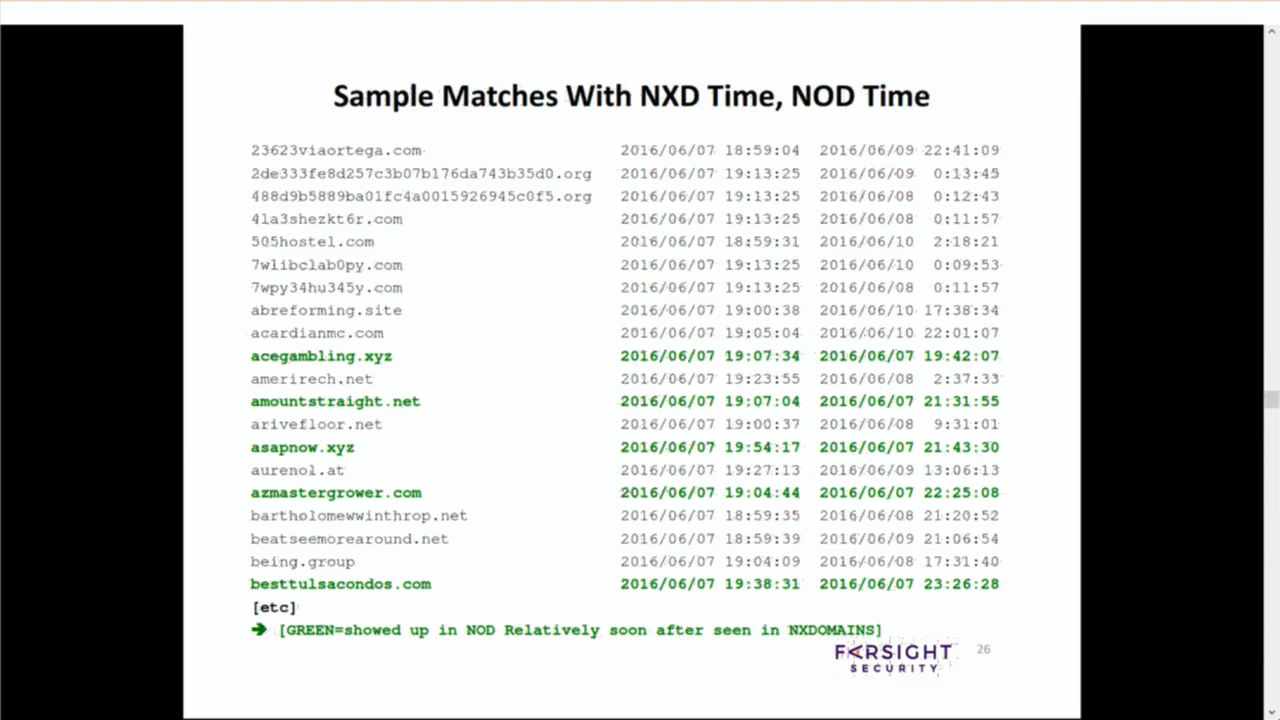 Sample Matches With NXD Time, NOD Time
23623viaortega.com 2016/06/07 18:59:04 2016/06/09 22:41:09
2de333fe8d257c3b07b176da743b35d0.org 2016/06/07 19:13:25 2016/06/09 0:13:45
488d9b5889ba01fc4a0015926945c0f5.org 2016/06/07 19:13:25 2016/06/08 0:12:43
4la3shezkt6r.com 2016/06/07 19:13:25 2016/06/08 0:11:57
505hostel.com 2016/06/07 18:59:31 2016/06/10 2:18:21
7wlibclab0py.com 2016/06/07 19:13:25 2016/06/10 0:09:53
7wpy34hu345y.com 2016/06/07 19:13:25 2016/06/08 0:11:57
abreforming.site 2016/06/07 19:00:38 2016/06/10 17:38:34
acardianmc.com 2016/06/07 19:05:04 2016/06/10 22:01:07
acegambling.xyz 2016/06/07 19:07:34 2016/06/07 19:42:07
amerirech.net 2016/06/07 19:23:55 2016/06/08 2:37:33
amountstraight.net 2016/06/07 19:07:04 2016/06/07 21:31:55
arivefloor.net 2016/06/07 19:00:37 2016/06/08 9:31:01
asapnow.xyz 2016/06/07 19:54:17 2016/06/07 21:43:30
aurenol.at 2016/06/07 19:27:13 2016/06/09 13:06:13
azmastergrower.com 2016/06/07 19:04:44 2016/06/07 22:25:08
bartholomewwinthrop.net 2016/06/07 18:59:35 2016/06/08 21:20:52
beatseemorearound.net 2016/06/07 18:59:39 2016/06/09 21:06:54
being.group 2016/06/07 19:04:09 2016/06/08 17:31:40
besttulsacondos.com 2016/06/07 19:38:31 2016/06/07 23:26:28
[etc]
➔ [GREEN=showed up in NOD Relatively soon after seen in NXDOMAINS]
FARSIGHT
SECURITY
26